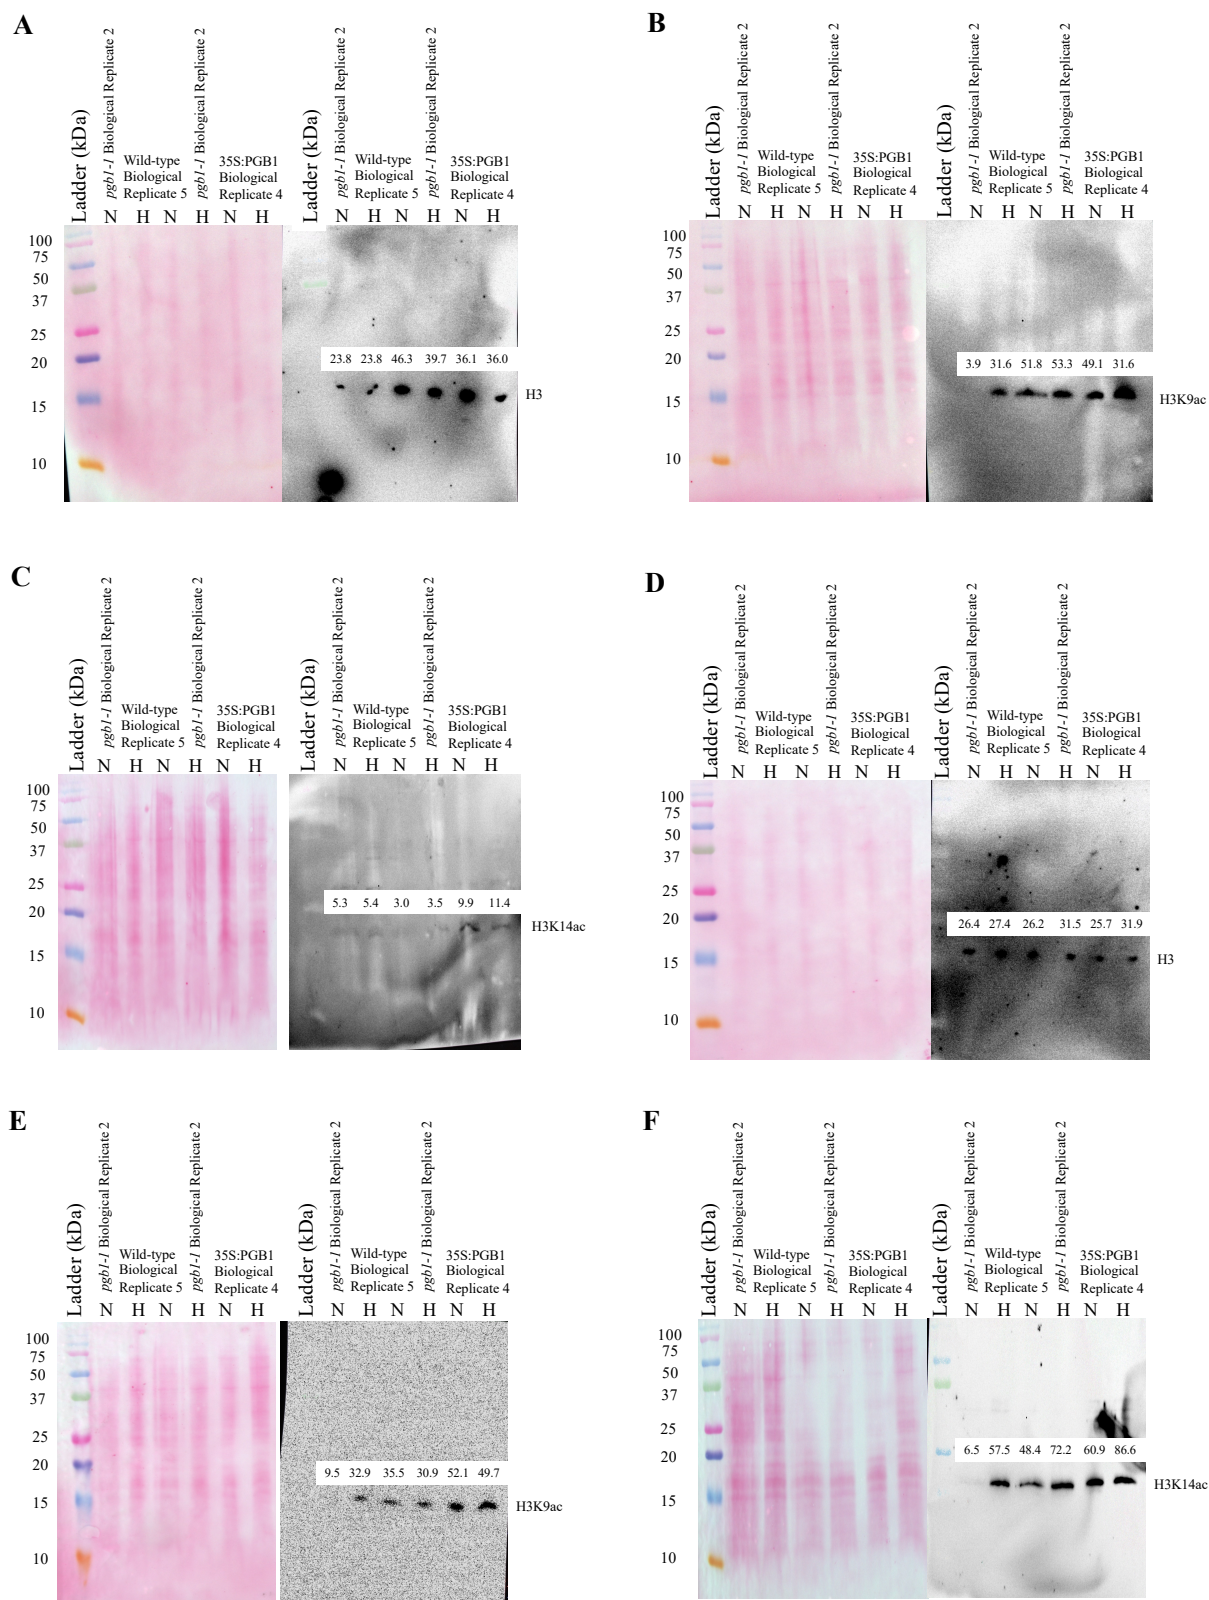 A
Ladder (kDa)
pgb1-1 Biological Replicate 2
Wild-type
Biological
Replicate 5
pgb1-1 Biological Replicate 2
35S:PGB1
Biological
Replicate 4
N H N H N H
Ladder (kDa)
pgb1-1 Biological Replicate 2
Wild-type
Biological
Replicate 5
pgb1-1 Biological Replicate 2
35S:PGB1
Biological
Replicate 4
N H N H N H
100
75
50
37
25
20
15
10
23.8 23.8 46.3 39.7 36.1 36.0
H3
B
Ladder (kDa)
pgb1-1 Biological Replicate 2
Wild-type
Biological
Replicate 5
pgb1-1 Biological Replicate 2
35S:PGB1
Biological
Replicate 4
N H N H N H
Ladder (kDa)
pgb1-1 Biological Replicate 2
Wild-type
Biological
Replicate 5
pgb1-1 Biological Replicate 2
35S:PGB1
Biological
Replicate 4
N H N H N H
100
75
50
37
25
20
15
10
3.9 31.6 51.8 53.3 49.1 31.6
H3K9ac
C
Ladder (kDa)
pgb1-1 Biological Replicate 2
Wild-type
Biological
Replicate 5
pgb1-1 Biological Replicate 2
35S:PGB1
Biological
Replicate 4
N H N H N H
Ladder (kDa)
pgb1-1 Biological Replicate 2
Wild-type
Biological
Replicate 5
pgb1-1 Biological Replicate 2
35S:PGB1
Biological
Replicate 4
N H N H N H
100
75
50
37
25
20
15
10
5.3 5.4 3.0 3.5 9.9 11.4
H3K14ac
D
Ladder (kDa)
pgb1-1 Biological Replicate 2
Wild-type
Biological
Replicate 5
pgb1-1 Biological Replicate 2
35S:PGB1
Biological
Replicate 4
N H N H N H
Ladder (kDa)
pgb1-1 Biological Replicate 2
Wild-type
Biological
Replicate 5
pgb1-1 Biological Replicate 2
35S:PGB1
Biological
Replicate 4
N H N H N H
100
75
50
37
25
20
15
10
26.4 27.4 26.2 31.5 25.7 31.9
H3
E
Ladder (kDa)
pgb1-1 Biological Replicate 2
Wild-type
Biological
Replicate 5
pgb1-1 Biological Replicate 2
35S:PGB1
Biological
Replicate 4
N H N H N H
Ladder (kDa)
pgb1-1 Biological Replicate 2
Wild-type
Biological
Replicate 5
pgb1-1 Biological Replicate 2
35S:PGB1
Biological
Replicate 4
N H N H N H
100
75
50
37
25
20
15
10
9.5 32.9 35.5 30.9 52.1 49.7
H3K9ac
F
Ladder (kDa)
pgb1-1 Biological Replicate 2
Wild-type
Biological
Replicate 5
pgb1-1 Biological Replicate 2
35S:PGB1
Biological
Replicate 4
N H N H N H
Ladder (kDa)
pgb1-1 Biological Replicate 2
Wild-type
Biological
Replicate 5
pgb1-1 Biological Replicate 2
35S:PGB1
Biological
Replicate 4
N H N H N H
100
75
50
37
25
20
15
10
6.5 57.5 48.4 72.2 60.9 86.6
H3K14ac